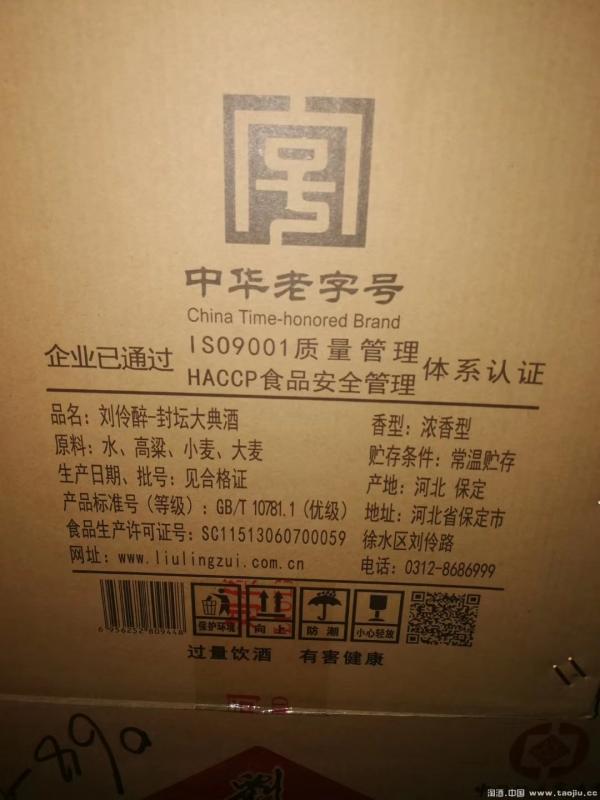 号
中华老字号
China Time-honored Brand
企业已通过 ISO9001质量管理 体系认证
HACCP食品安全管理
品名：刘伶醉-封坛大典酒
原料：水、高粱、小麦、大麦
生产日期、批号：见合格证
产品标准号（等级）：GB/T 10781.1（优级）
食品生产许可证号：SC11513060700059
网址：www.liulingzui.com.cn
香型：浓香型
贮存条件：常温贮存
产地：河北 保定
地址：河北省保定市
徐水区刘伶路
电话：0312-8686999
6 956252 809448
保护环境 向上 防潮 小心轻放
过量饮酒 有害健康
淘酒.中国 www.taojiu.cc